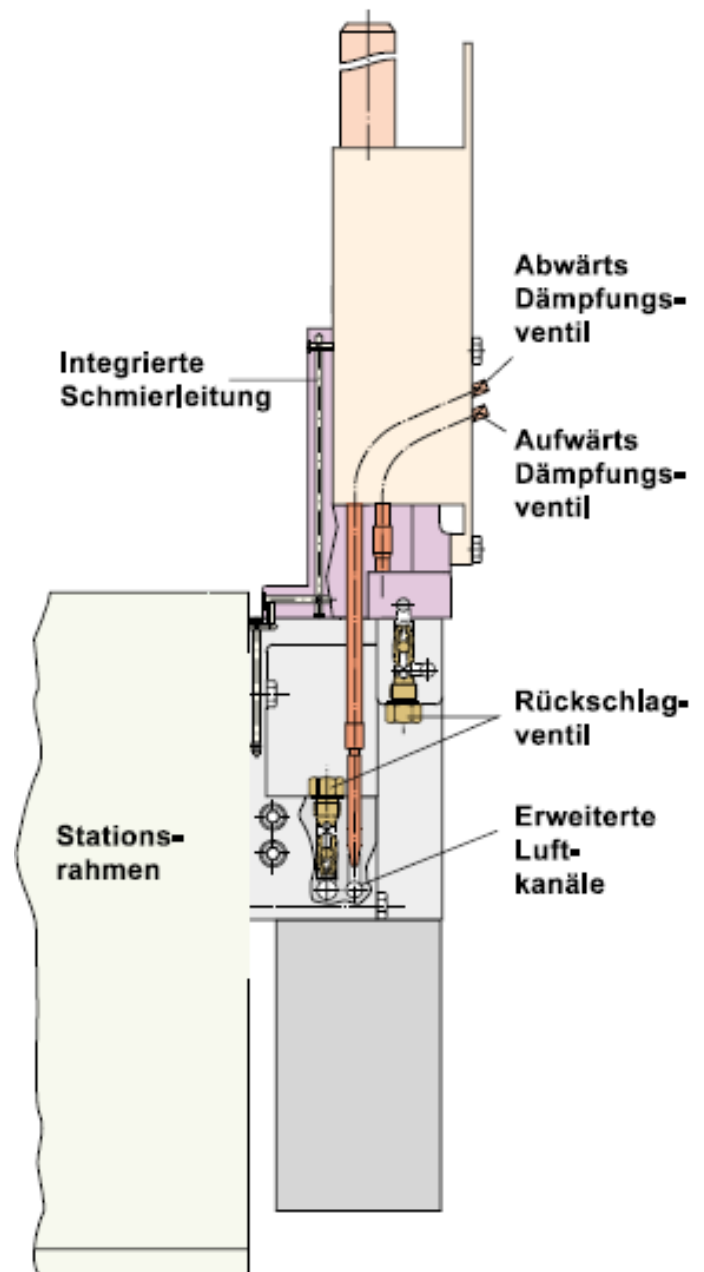 Abwärts
Dämpfungs-
ventil
Integrierte
Schmierleitung
Aufwärts
Dämpfungs-
ventil
Rückschlag-
ventil
Stations-
rahmen
Erweiterte
Luft-
kanäle